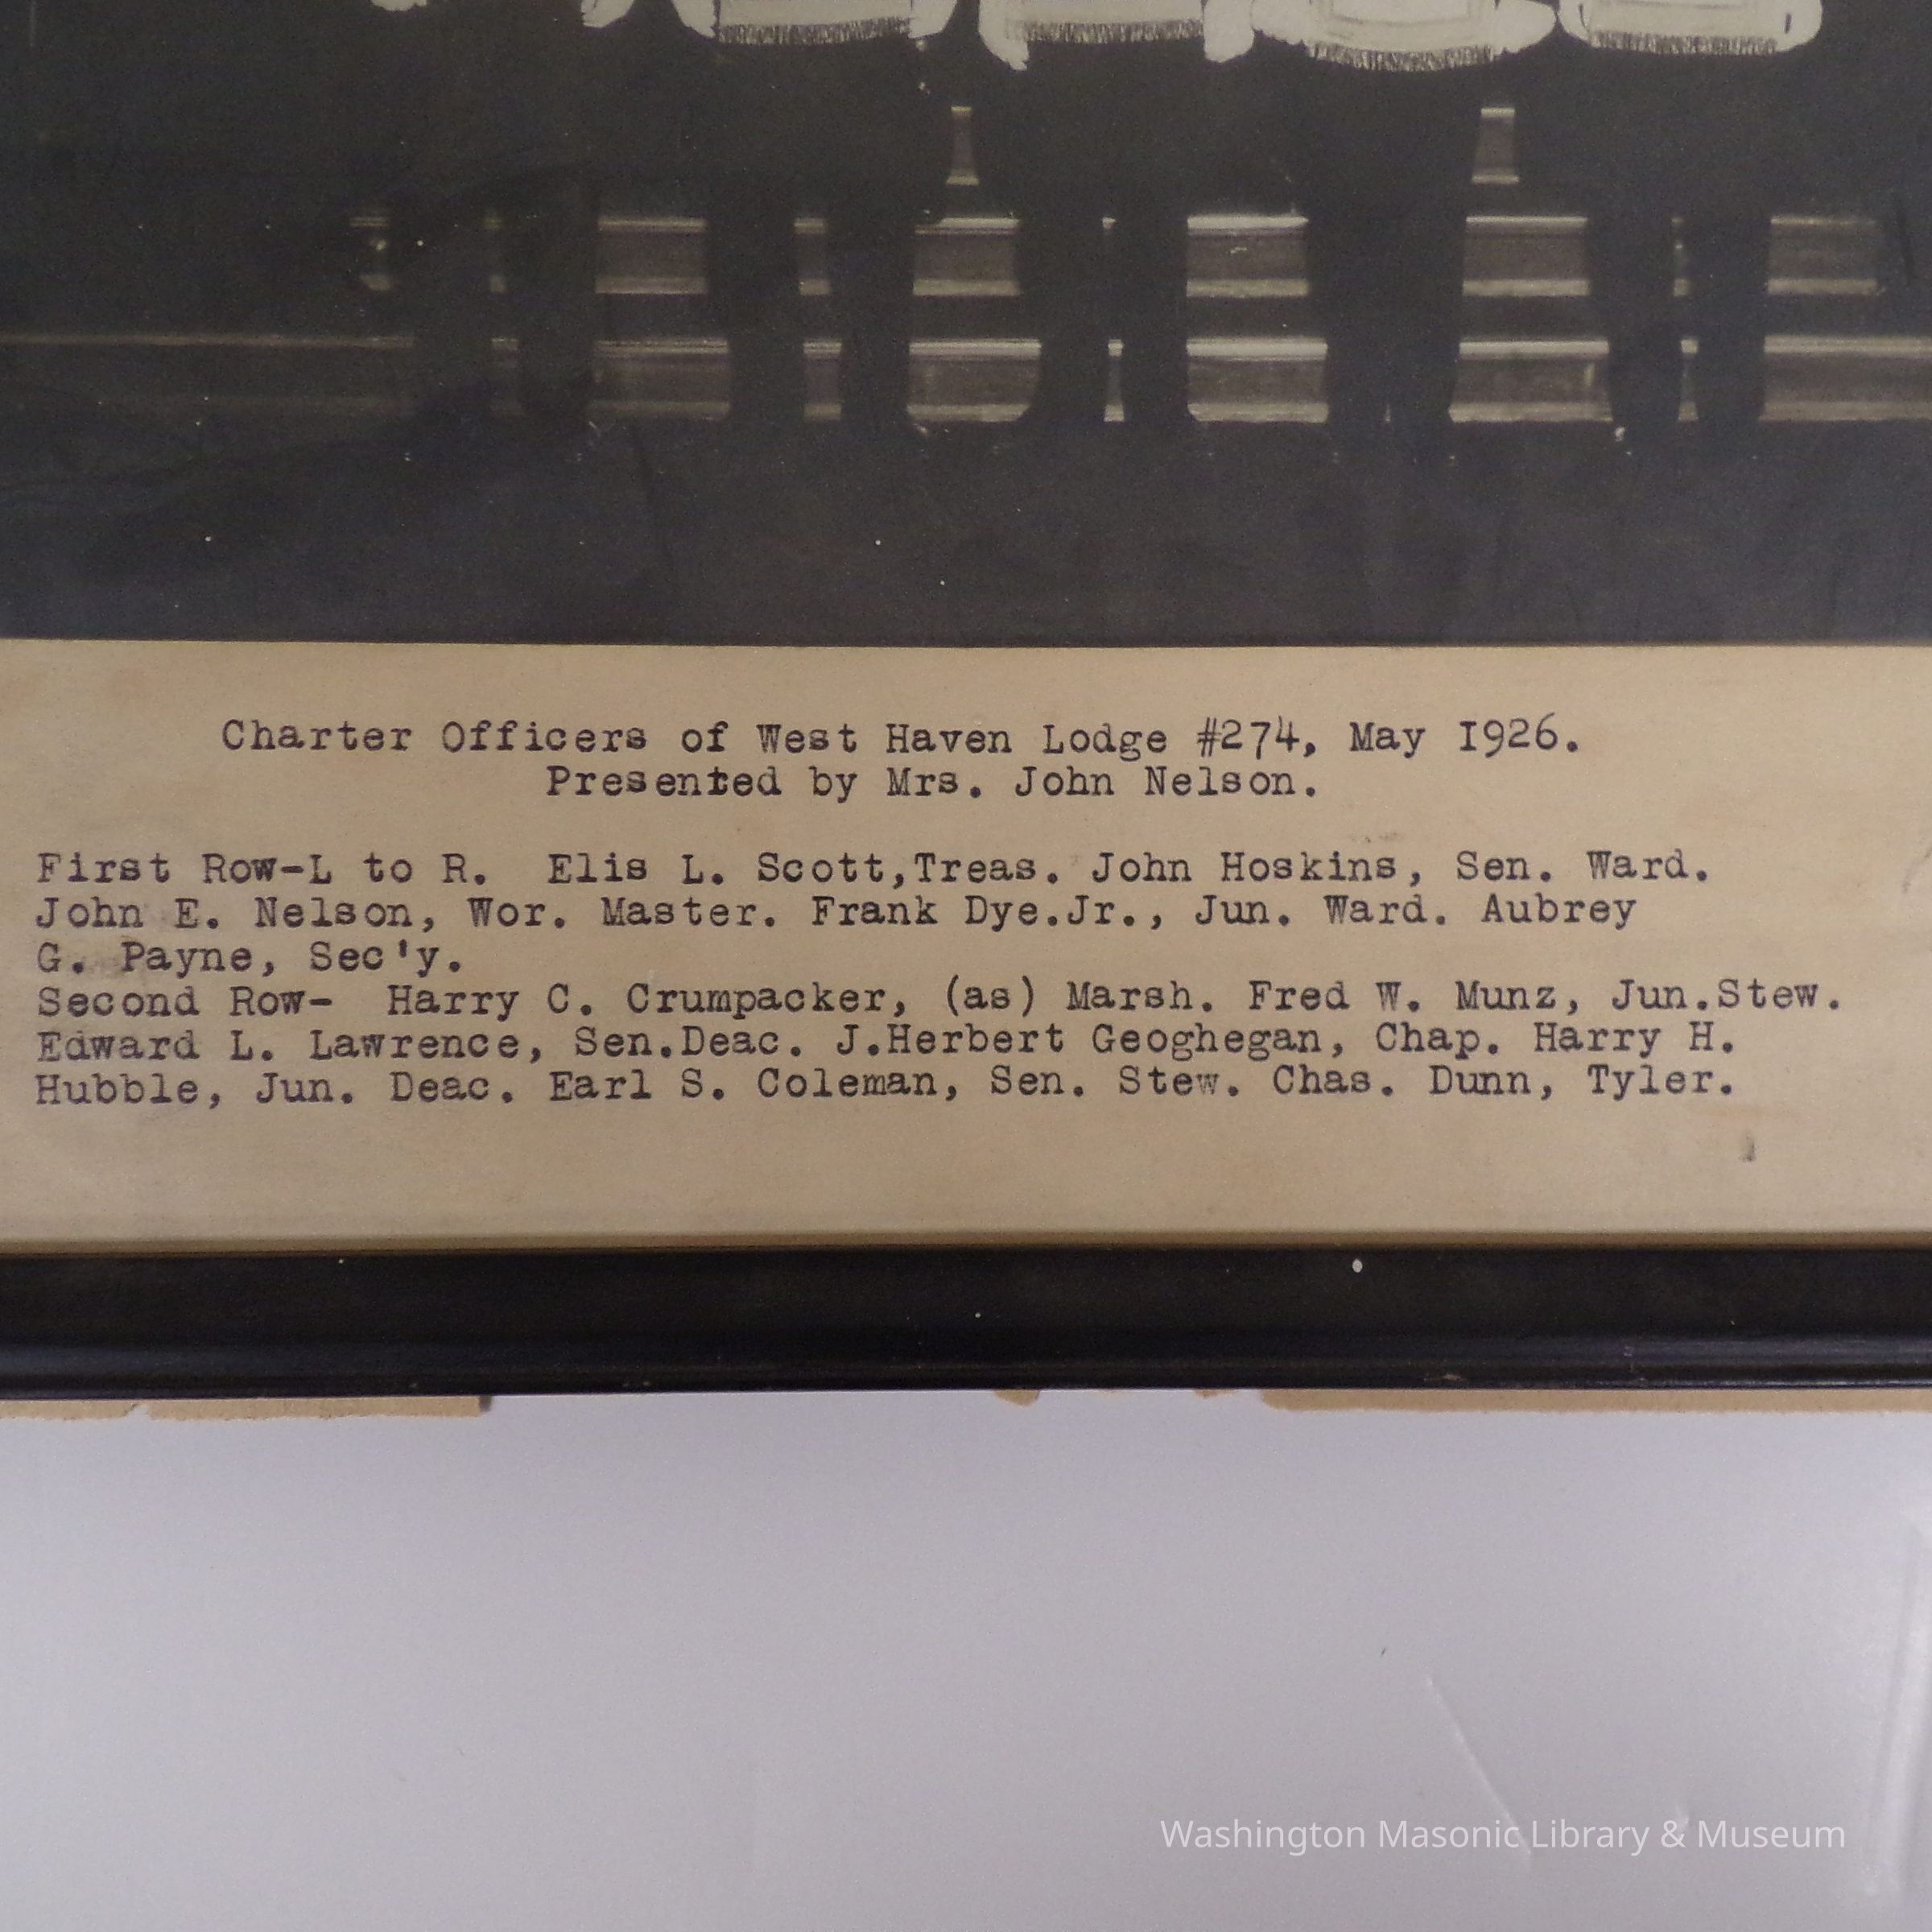 Charter Officers of West Haven Lodge #274, May 1926.
Presented by Mrs. John Nelson.
First Row-L to R.  Elis L. Scott,Treas. John Hoskins, Sen. Ward.
John E. Nelson, Wor. Master. Frank Dye.Jr., Jun. Ward. Aubrey
G. Payne, Sec'y.
Second Row-  Harry C. Crumpacker, (as) Marsh. Fred W. Munz, Jun.Stew.
Edward L. Lawrence, Sen.Deac. J.Herbert Geoghegan, Chap. Harry H.
Hubble, Jun. Deac. Earl S. Coleman, Sen. Stew. Chas. Dunn, Tyler.
Washington Masonic Library & Museum